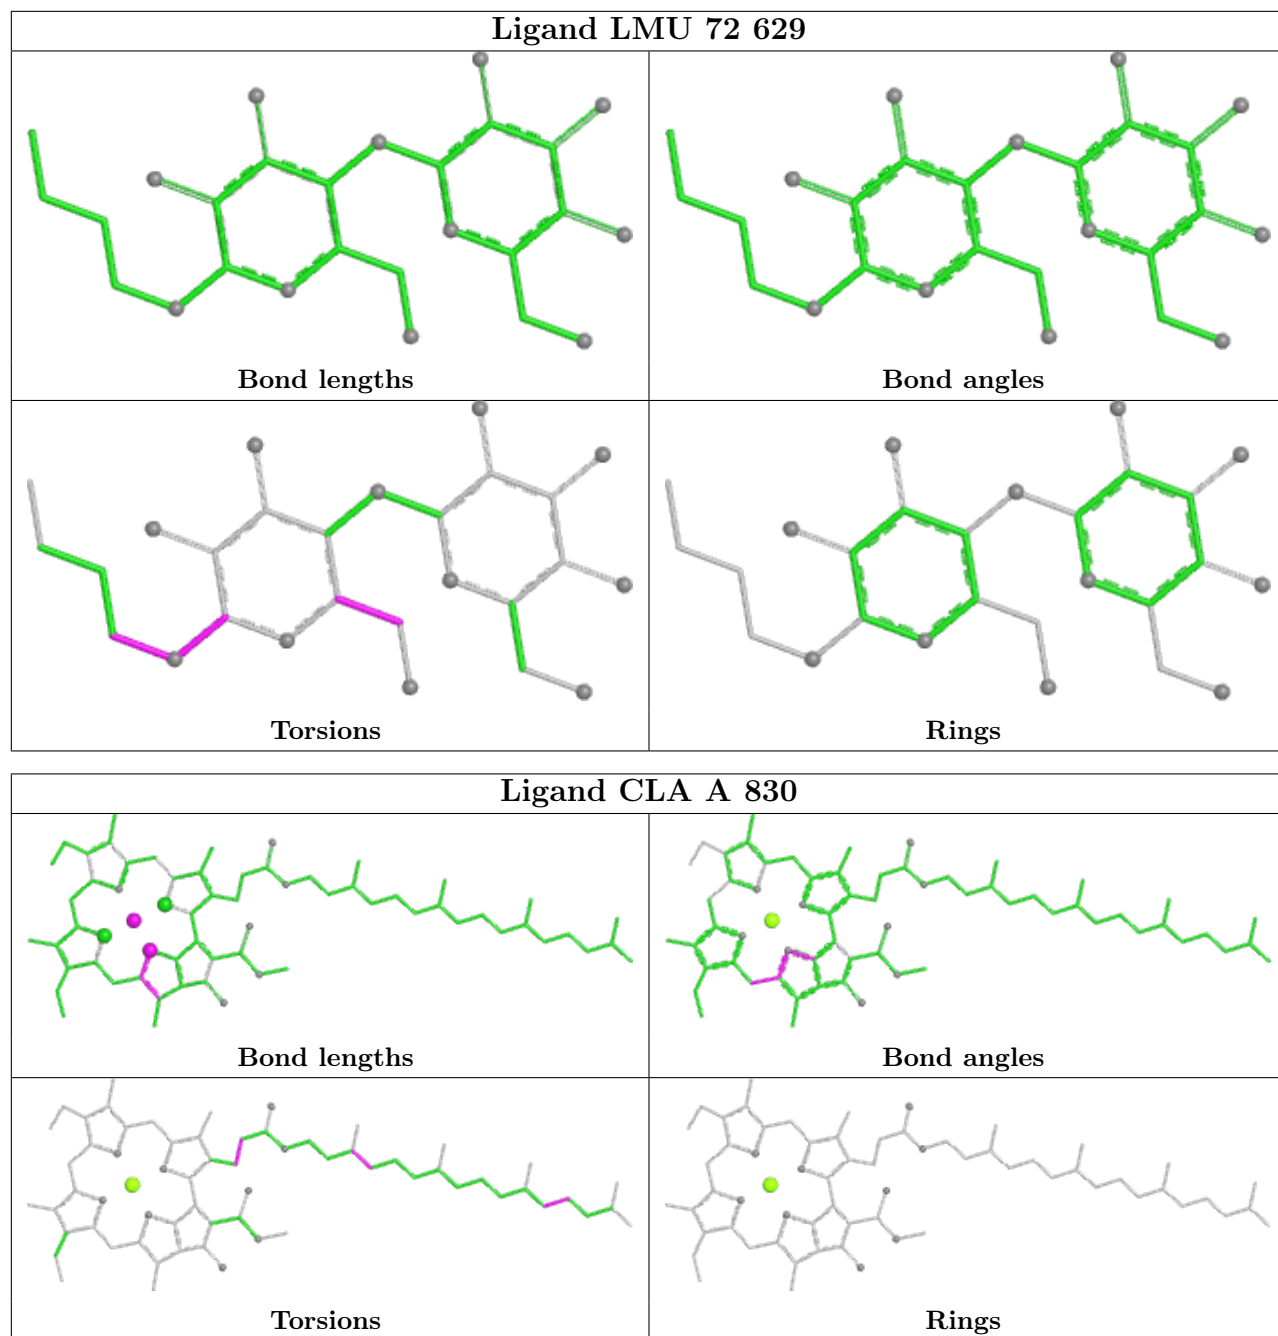 Ligand LMU 72 629
Bond lengths
Bond angles
Torsions
Rings
Ligand CLA A 830
Bond lengths
Bond angles
Torsions
Rings